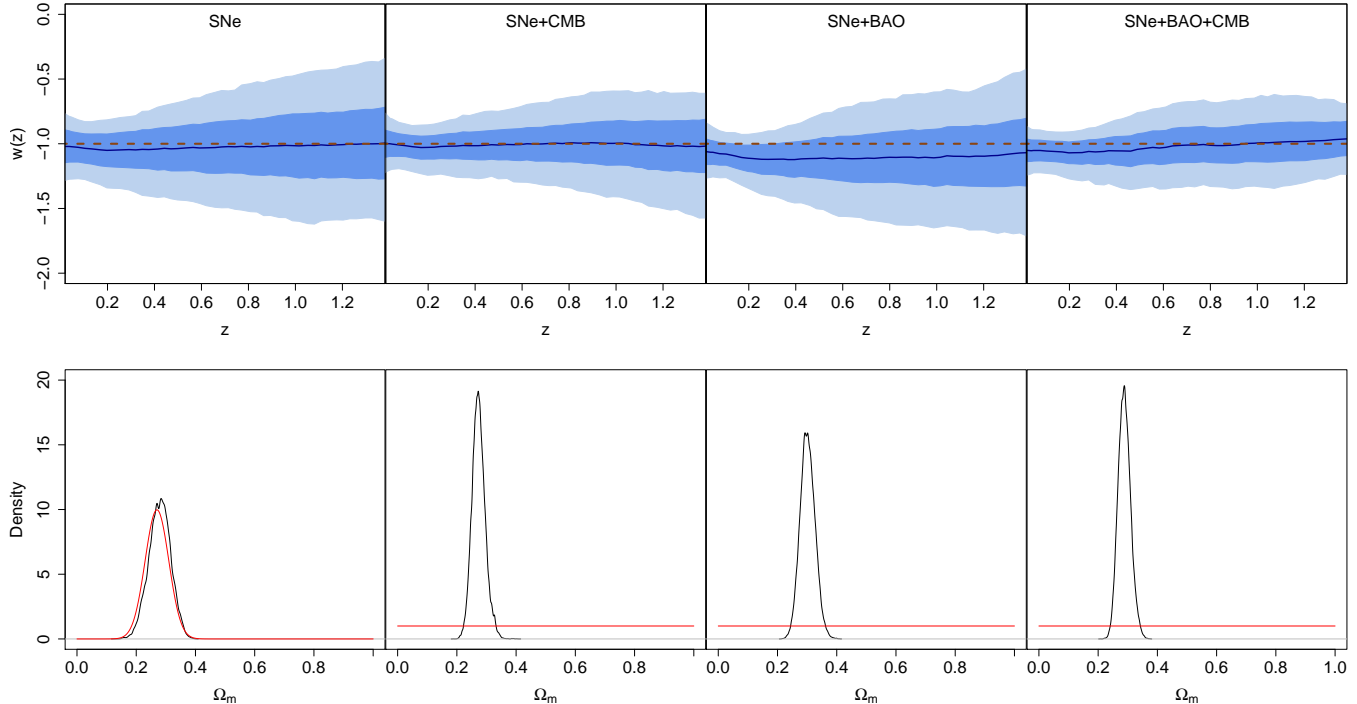 SNe SNe+CMB SNe+BAO SNe+BAO+CMB
0.0
−0.5
−1.0
−1.5
−2.0
w(z)
0.2 0.4 0.6 0.8 1.0 1.2 0.2 0.4 0.6 0.8 1.0 1.2 0.2 0.4 0.6 0.8 1.0 1.2 0.2 0.4 0.6 0.8 1.0 1.2
z z z z
20
15
10
5
0
Density
0.0 0.2 0.4 0.6 0.8 0.0 0.2 0.4 0.6 0.8 0.0 0.2 0.4 0.6 0.8 0.0 0.2 0.4 0.6 0.8 1.0
Ωm Ωm Ωm Ωm